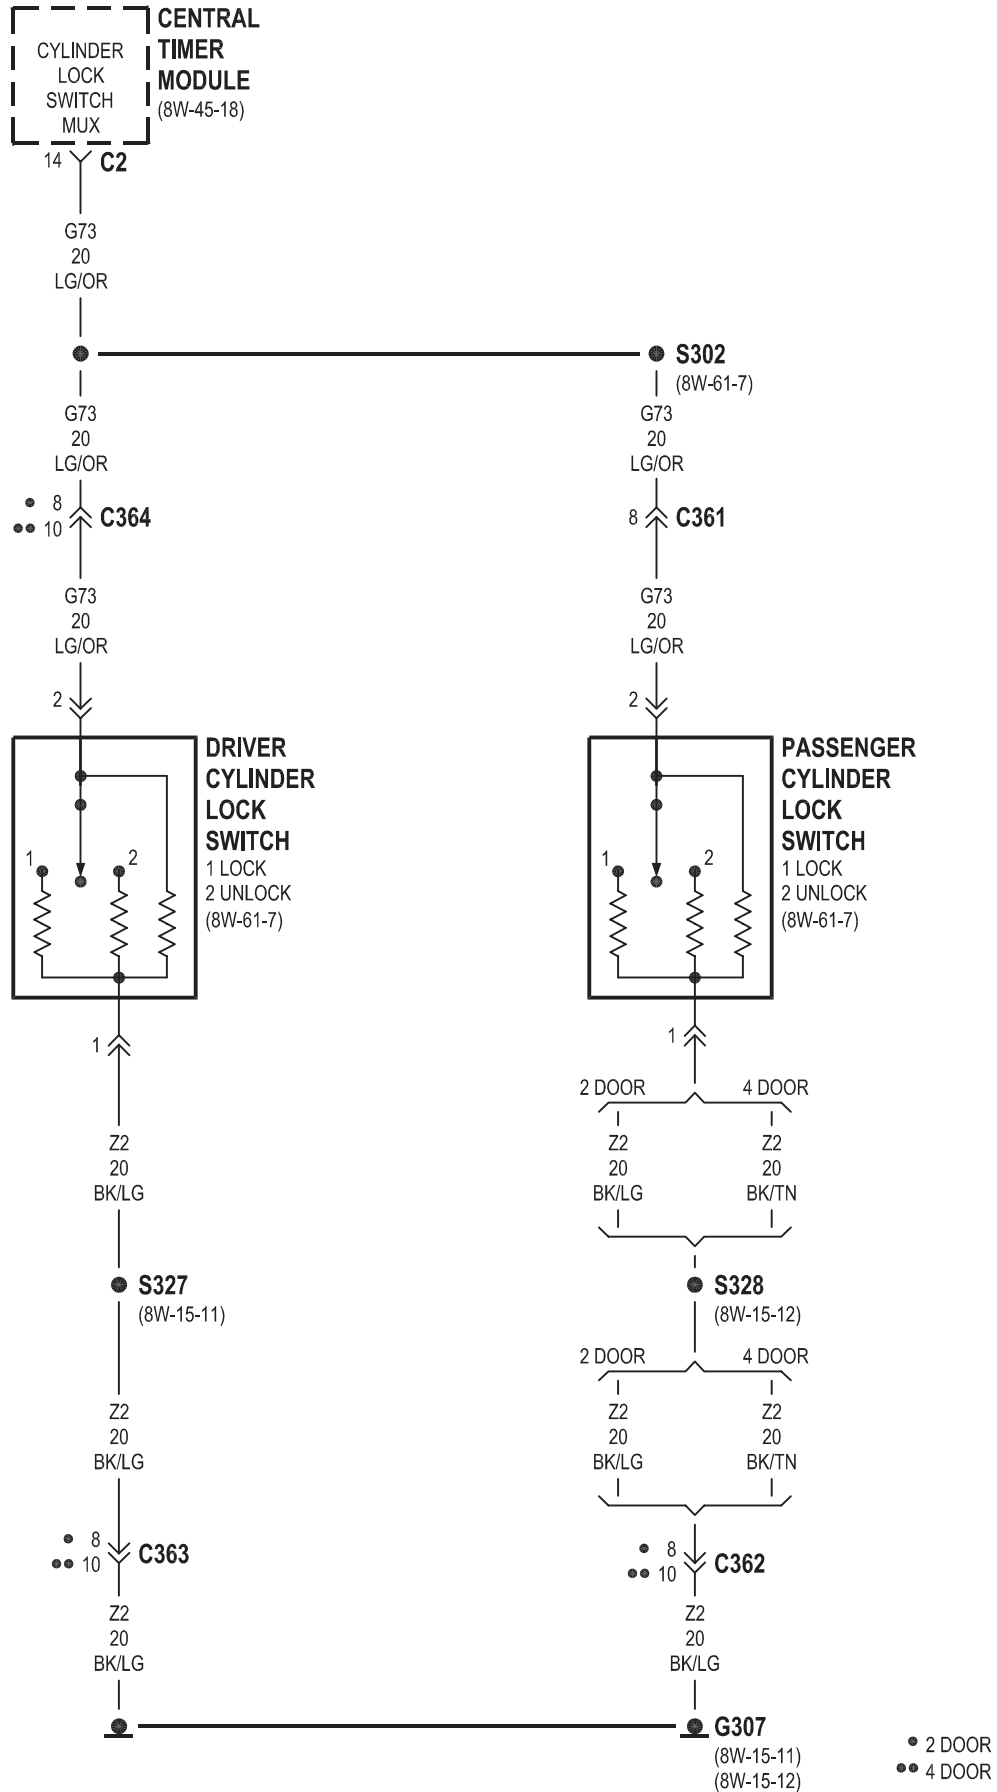 CENTRAL
TIMER
MODULE
(8W-45-18)
CYLINDER
LOCK
SWITCH
MUX
14
C2
G73
20
LG/OR
S302
(8W-61-7)
G73
20
LG/OR
G73
20
LG/OR
8
10
C364
8
C361
G73
20
LG/OR
G73
20
LG/OR
2
2
DRIVER
CYLINDER
LOCK
SWITCH
1 LOCK
2 UNLOCK
(8W-61-7)
1
2
PASSENGER
CYLINDER
LOCK
SWITCH
1 LOCK
2 UNLOCK
(8W-61-7)
1
2
1
1
2 DOOR
4 DOOR
Z2
20
BK/LG
Z2
20
BK/LG
Z2
20
BK/TN
S327
(8W-15-11)
S328
(8W-15-12)
2 DOOR
4 DOOR
Z2
20
BK/LG
Z2
20
BK/LG
Z2
20
BK/TN
8
10
C363
8
10
C362
Z2
20
BK/LG
Z2
20
BK/LG
G307
(8W-15-11)
(8W-15-12)
2 DOOR
4 DOOR